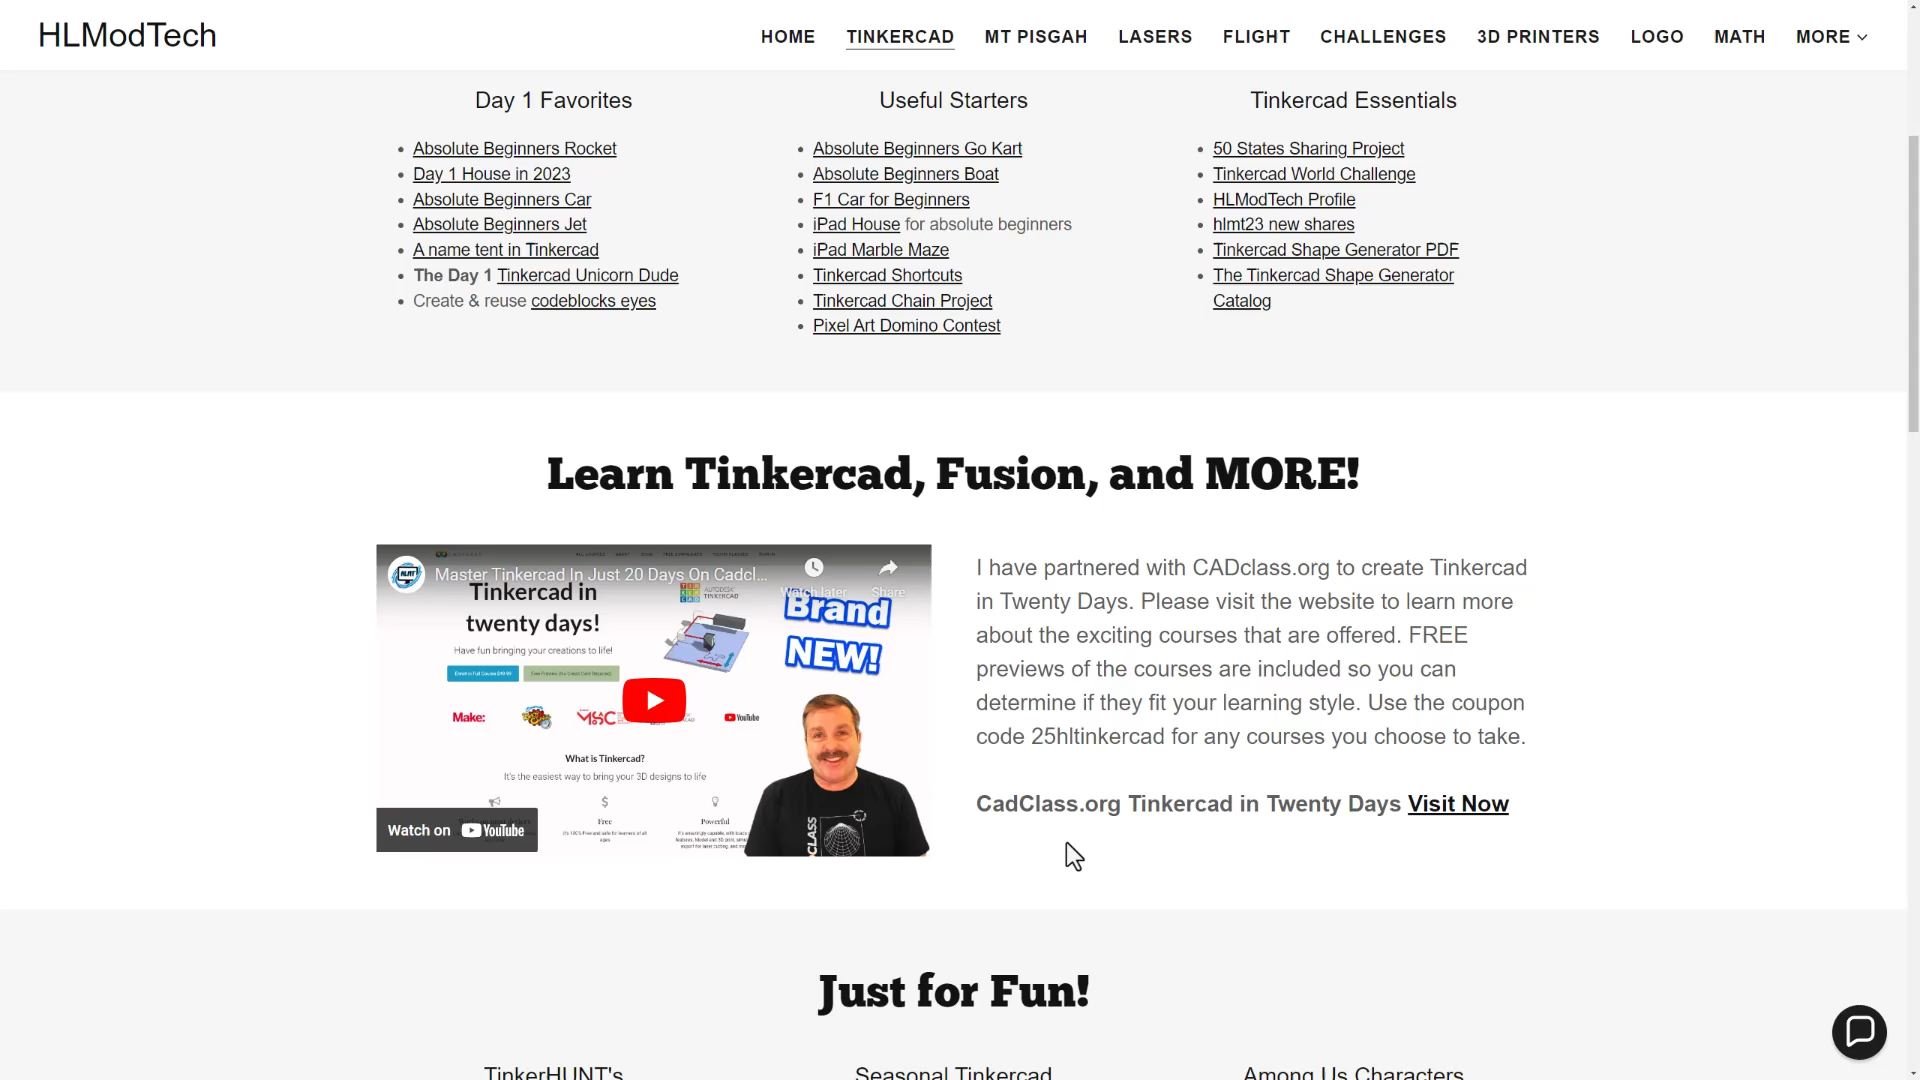 HLModTech
HOME TINKERCAD MT PISGAH LASERS FLIGHT CHALLENGES 3D PRINTERS LOGO MATH MORE
Day 1 Favorites
Absolute Beginners Rocket
Day 1 House in 2023
Absolute Beginners Car
Absolute Beginners Jet
A name tent in Tinkercad
The Day 1 Tinkercad Unicorn Dude
Create & reuse codeblocks eyes
Useful Starters
Absolute Beginners Go Kart
Absolute Beginners Boat
F1 Car for Beginners
iPad House for absolute beginners
iPad Marble Maze
Tinkercad Shortcuts
Tinkercad Chain Project
Pixel Art Domino Contest
Tinkercad Essentials
50 States Sharing Project
Tinkercad World Challenge
HLModTech Profile
hlmt23 new shares
Tinkercad Shape Generator PDF
The Tinkercad Shape Generator
Catalog
Learn Tinkercad, Fusion, and MORE!
Master Tinkercad In Just 20 Days On Cadcl...
Watch later Share
Tinkercad in
twenty days!
Have fun bringing your creations to life!
AUTODESK
TINKERCAD
Brand
NEW!
Make:
YouTube
What is Tinkercad?
It's the easiest way to bring your 3D designs to life
Free
Powerful
CLASS
Watch on YouTube
I have partnered with CADclass.org to create Tinkercad
in Twenty Days. Please visit the website to learn more
about the exciting courses that are offered. FREE
previews of the courses are included so you can
determine if they fit your learning style. Use the coupon
code 25hltinkercad for any courses you choose to take.
CadClass.org Tinkercad in Twenty Days Visit Now
Just for Fun!
TinkerHUNT's
Seasonal Tinkercad
Among Us Characters